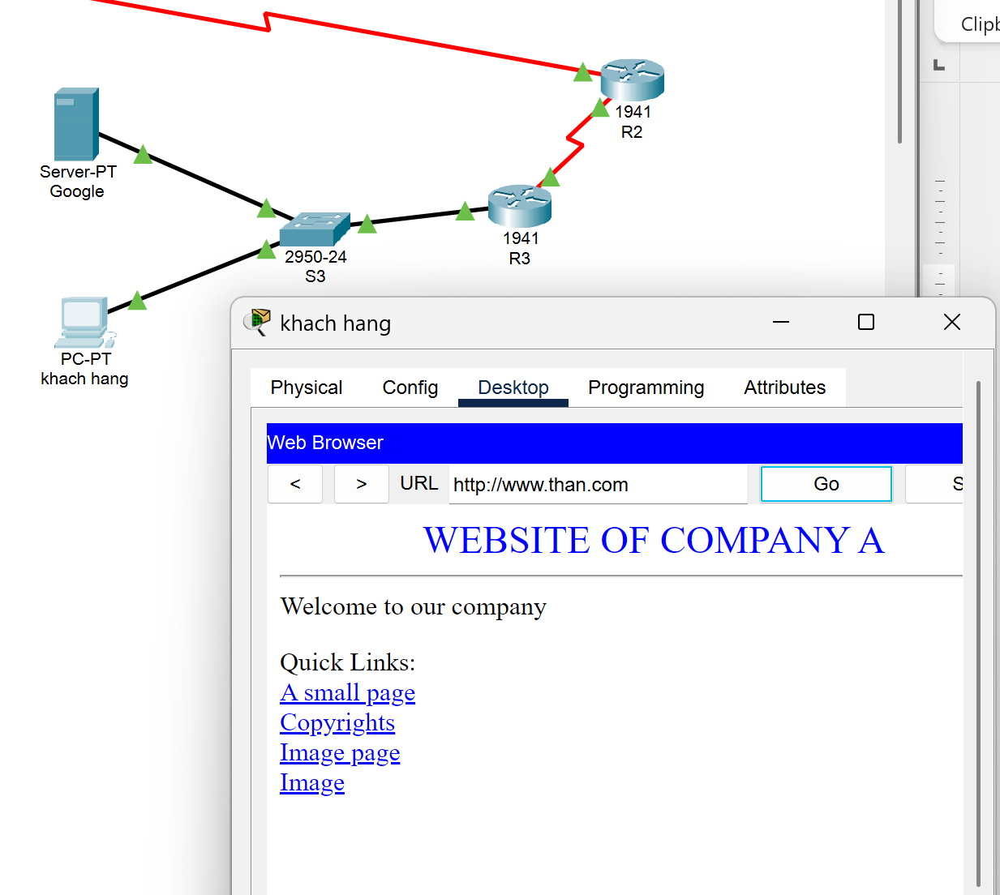 Clipb
1941
R2
Server-PT
Google
1941
R3
2950-24
S3
PC-PT
khach hang
khach hang
Physical Config Desktop Programming Attributes
Web Browser
< > URL http://www.than.com Go S
WEBSITE OF COMPANY A
Welcome to our company
Quick Links:
A small page
Copyrights
Image page
Image